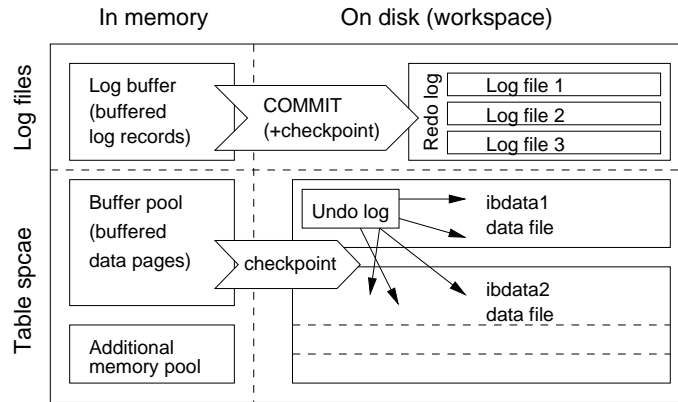 In memory
On disk (workspace)
Log files
Log buffer
(buffered
log records)
COMMIT
(+checkpoint)
Redo log
Log file 1
Log file 2
Log file 3
Table spcae
Buffer pool
(buffered
data pages)
checkpoint
Undo log
ibdata1
data file
ibdata2
data file
Additional
memory pool